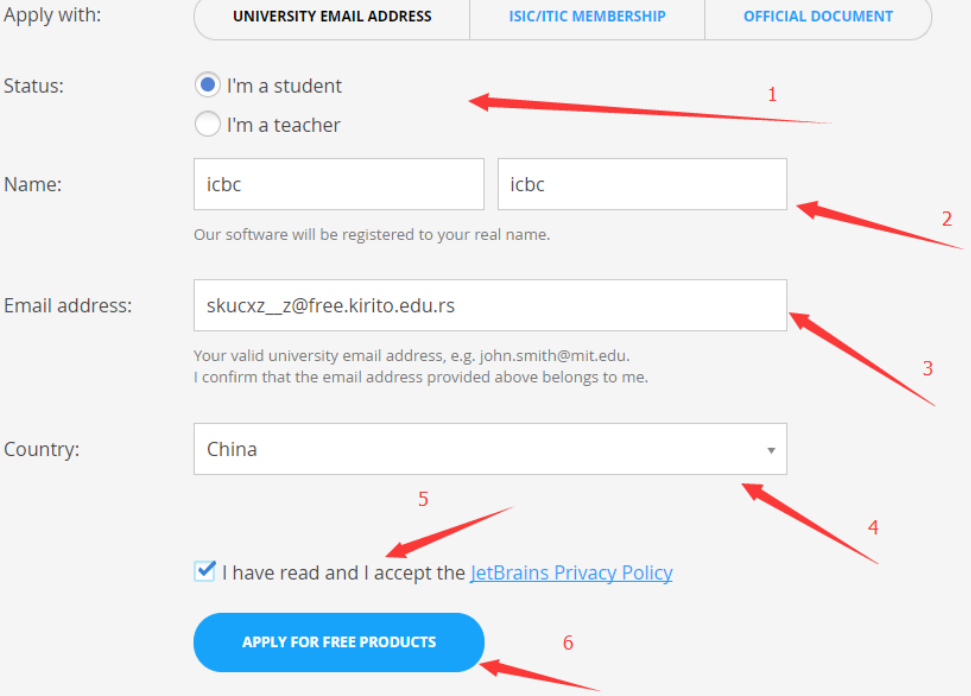 Apply with: UNIVERSITY EMAIL ADDRESS ISIC/ITIC MEMBERSHIP OFFICIAL DOCUMENT
Status: I'm a student
1
I'm a teacher
Name: icbc icbc
2
Our software will be registered to your real name.
Email address: skucxz__z@free.kirito.edu.rs
Your valid university email address, e.g. john.smith@mit.edu.
3
I confirm that the email address provided above belongs to me.
Country: China
5
4
I have read and I accept the JetBrains Privacy Policy
APPLY FOR FREE PRODUCTS 6